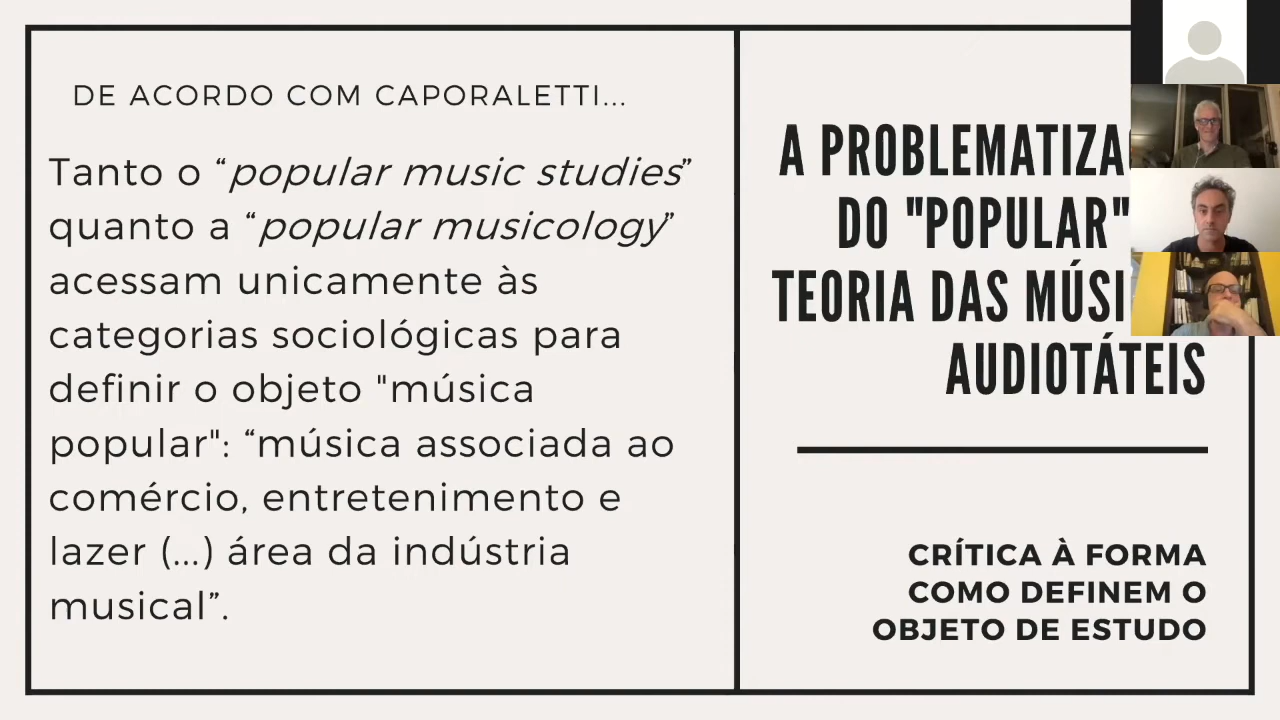 DE ACORDO COM CAPORALETTI...
Tanto o “popular music studies”
quanto a “popular musicology”
acessam unicamente às
categorias sociológicas para
definir o objeto "música
popular": “música associada ao
comércio, entretenimento e
lazer (...) área da indústria
musical”.
A
DO "POPULAR"
TEORIA DAS
AUDIOTÁTEIS
CRÍTICA À FORMA
COMO DEFINEM O
OBJETO DE ESTUDO